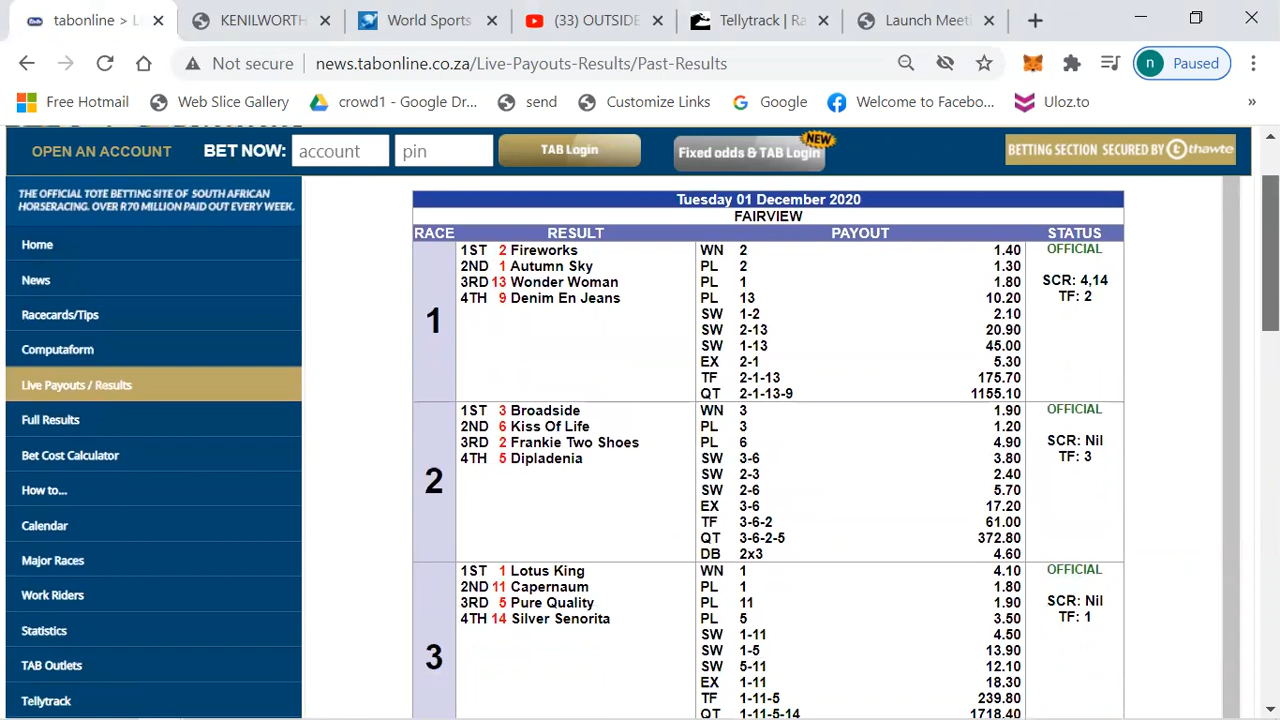 tabonline > L
KENILWORTH
World Sports
(33) OUTSIDE
Tellytrack | Ra
Launch Meeti
Not secure
news.tabonline.co.za/Live-Payouts-Results/Past-Results
n Paused
Free Hotmail
Web Slice Gallery
crowd1 - Google Dr...
send
Customize Links
Google
Welcome to Facebo...
Uloz.to
»
OPEN AN ACCOUNT
BET NOW:
account
pin
TAB Login
Fixed odds & TAB Login
NEW
BETTING SECTION SECURED BY thawte
THE OFFICIAL TOTE BETTING SITE OF SOUTH AFRICAN
HORSERACING. OVER R70 MILLION PAID OUT EVERY WEEK.
Home
News
Racecards/Tips
Computaform
Live Payouts / Results
Full Results
Bet Cost Calculator
How to...
Calendar
Major Races
Work Riders
Statistics
TAB Outlets
Tellytrack
Tuesday 01 December 2020
FAIRVIEW
RACE RESULT PAYOUT STATUS
1
1ST 2 Fireworks
2ND 1 Autumn Sky
3RD 13 Wonder Woman
4TH 9 Denim En Jeans
WN 2 1.40
PL 2 1.30
PL 1 1.80
PL 13 10.20
SW 1-2 2.10
SW 2-13 20.90
SW 1-13 45.00
EX 2-1 5.30
TF 2-1-13 175.70
QT 2-1-13-9 1155.10
OFFICIAL
SCR: 4,14
TF: 2
2
1ST 3 Broadside
2ND 6 Kiss Of Life
3RD 2 Frankie Two Shoes
4TH 5 Dipladenia
WN 3 1.90
PL 3 1.20
PL 6 4.90
SW 3-6 3.80
SW 2-3 2.40
SW 2-6 5.70
EX 3-6 17.20
TF 3-6-2 61.00
QT 3-6-2-5 372.80
DB 2x3 4.60
OFFICIAL
SCR: Nil
TF: 3
3
1ST 1 Lotus King
2ND 11 Capernaum
3RD 5 Pure Quality
4TH 14 Silver Senorita
WN 1 4.10
PL 1 1.80
PL 11 1.90
PL 5 3.50
SW 1-11 4.50
SW 1-5 13.90
SW 5-11 12.10
EX 1-11 18.30
TF 1-11-5 239.80
QT 1-11-5-14 1718.40
OFFICIAL
SCR: Nil
TF: 1